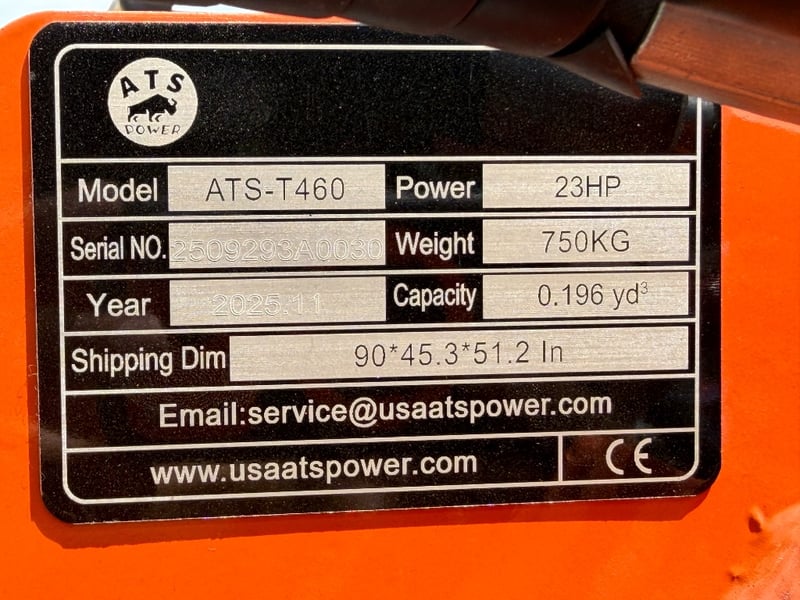 ATS
POWER
Model ATS-T460 Power 23HP
Serial NO. 2509293A0030 Weight 750KG
Year 2025.11 Capacity 0.196 yd³
Shipping Dim 90*45.3*51.2 In
Email:service@usaatspower.com
www.usaatspower.com CE